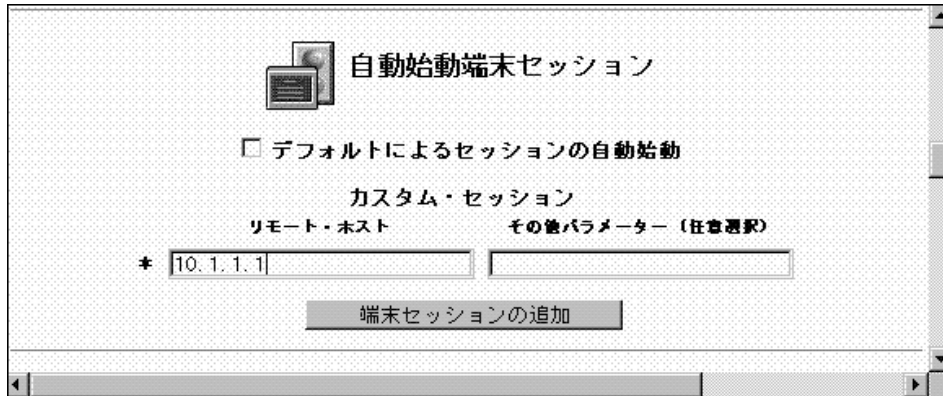 自動始動端末セッション
デフォルトによるセッションの自動始動
カスタム・セッション
リモート・ホスト その他パラメーター (任意選択)
* 10.1.1.1
端末セッションの追加